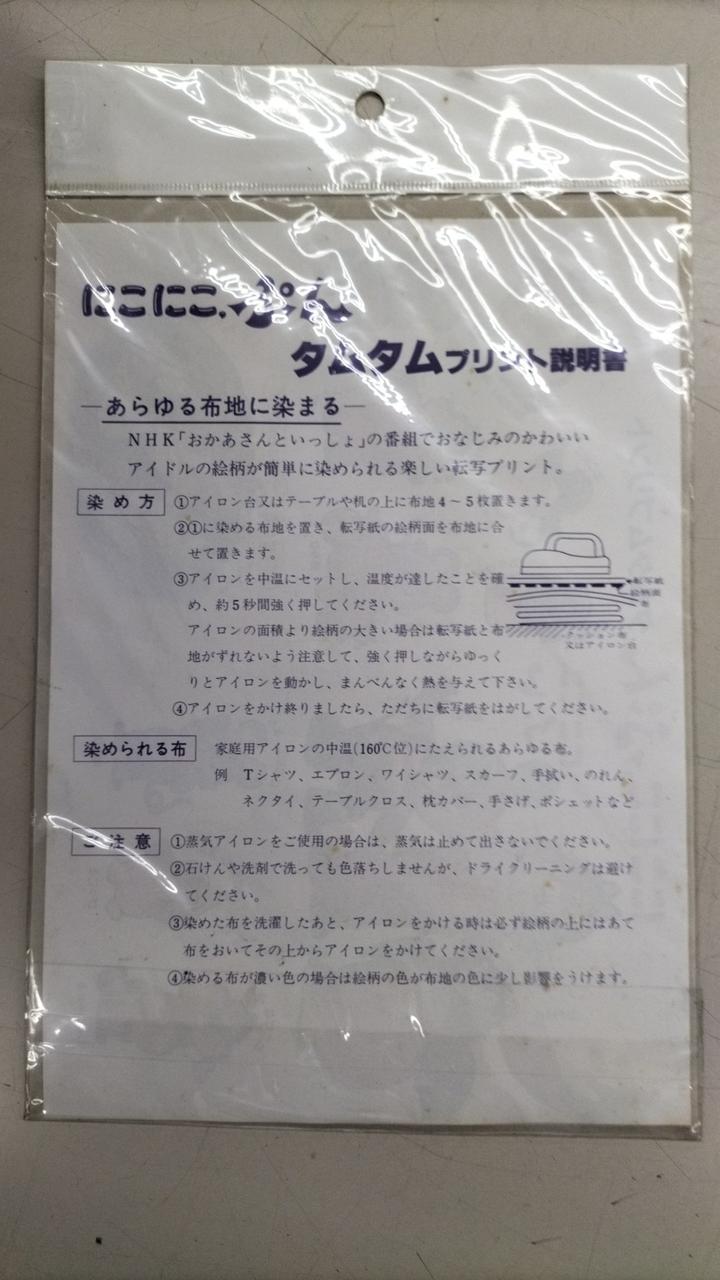 にこにこ、ぷん
タムタムプリント説明書
―あらゆる布地に染まる―
NHK「おかあさんといっしょ」の番組でおなじみのかわいい
アイドルの絵柄が簡単に染められる楽しい転写プリント。
染め方 ①アイロン台又はテーブルや机の上に布地4～5枚置きます。
②①に染める布地を置き、転写紙の絵柄面を布地に合
せて置きます。
③アイロンを中温にセットし、温度が達したことを確
め、約5秒間強く押してください。
アイロンの面積より絵柄の大きい場合は転写紙と布
地がずれないよう注意して、強く押しながらゆっく
りとアイロンを動かし、まんべんなく熱を与えて下さい。
④アイロンをかけ終りましたら、ただちに転写紙をはがしてください。
転写紙
絵柄面
布
クッション布
又はアイロン台
染められる布 家庭用アイロンの中温(160℃位)にたえられるあらゆる布。
例 Tシャツ、エプロン、ワイシャツ、スカーフ、手拭い、のれん、
ネクタイ、テーブルクロス、枕カバー、手さげ、ポシェットなど
ご注意 ①蒸気アイロンをご使用の場合は、蒸気は止めて出さないでください。
②石けんや洗剤で洗っても色落ちしませんが、ドライクリーニングは避け
てください。
③染めた布を洗濯したあと、アイロンをかける時は必ず絵柄の上にはあて
布をおいてその上からアイロンをかけてください。
④染める布が濃い色の場合は絵柄の色が布地の色に少し影響をうけます。